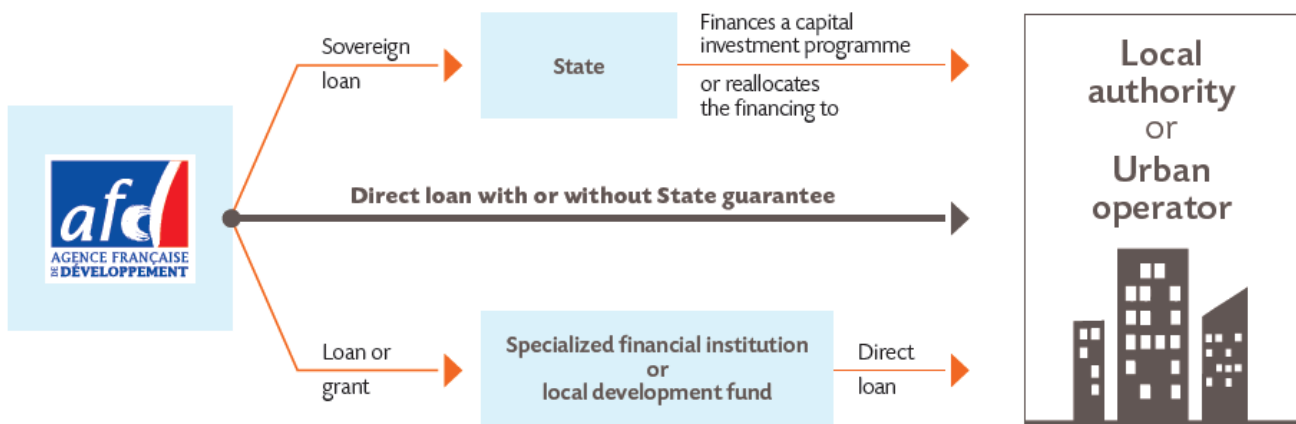 afd
AGENCE FRANÇAISE
DE DÉVELOPPEMENT
Sovereign
loan
State
Finances a capital
investment programme
or reallocates
the financing to
Direct loan with or without State guarantee
Loan or
grant
Specialized financial institution
or
local development fund
Direct
loan
Local
authority
or
Urban
operator